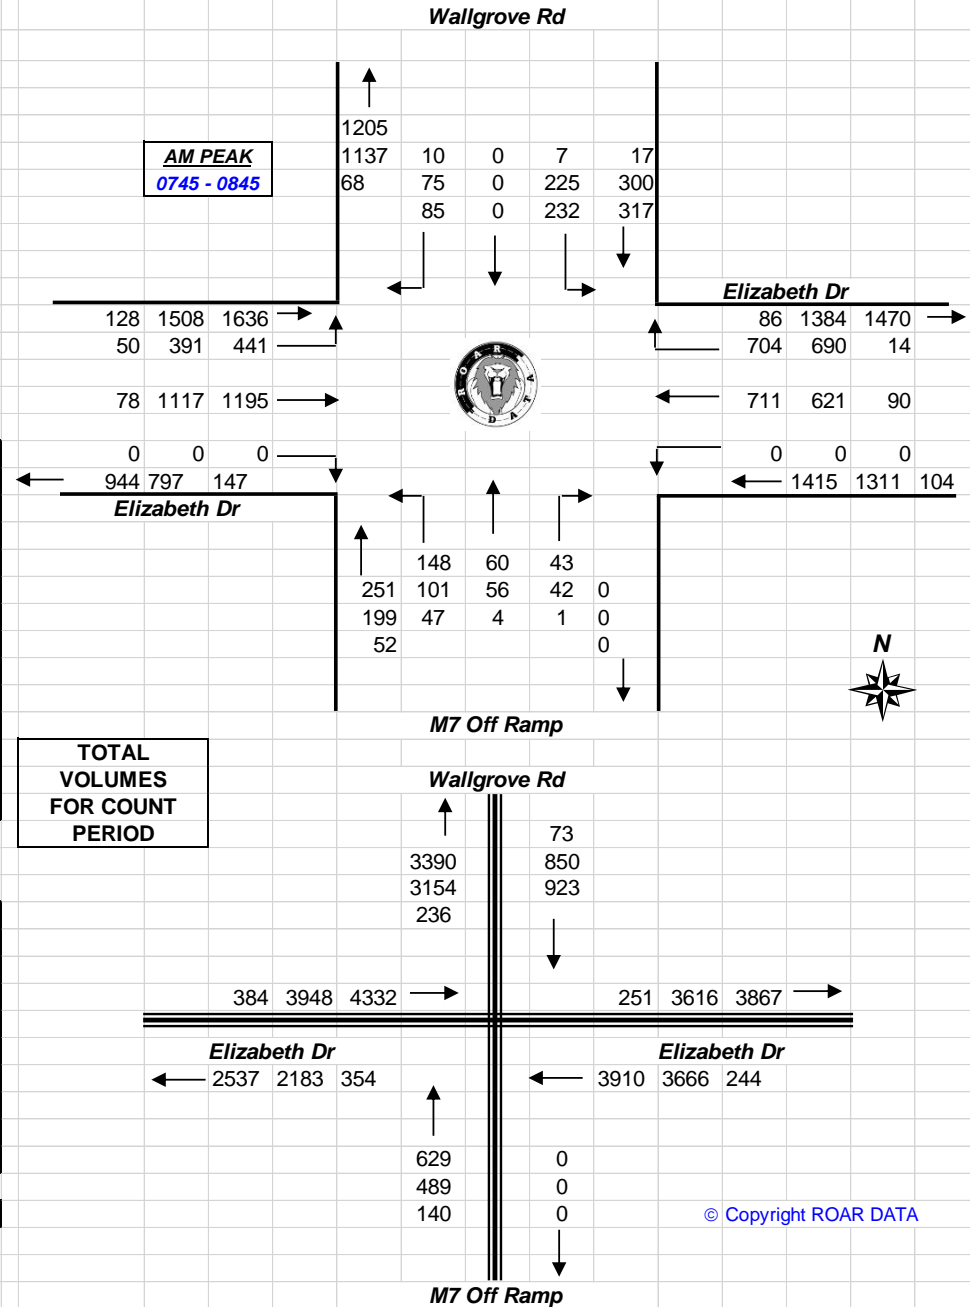 Wallgrove Rd
1205
AM PEAK 1137 10 0 7 17
0745 - 0845 68 75 0 225 300
85 0 232 317
Elizabeth Dr
128 1508 1636 86 1384 1470
50 391 441 704 690 14
ROAR DATA
78 1117 1195 711 621 90
0 0 0 0 0 0
944 797 147 1415 1311 104
Elizabeth Dr
148 60 43
251 101 56 42 0
199 47 4 1 0
52 0
N
M7 Off Ramp
TOTAL
VOLUMES
FOR COUNT
PERIOD
Wallgrove Rd
73
3390 850
3154 923
236
384 3948 4332 251 3616 3867
Elizabeth Dr Elizabeth Dr
2537 2183 354 3910 3666 244
629 0
489 0
140 0
© Copyright ROAR DATA
M7 Off Ramp